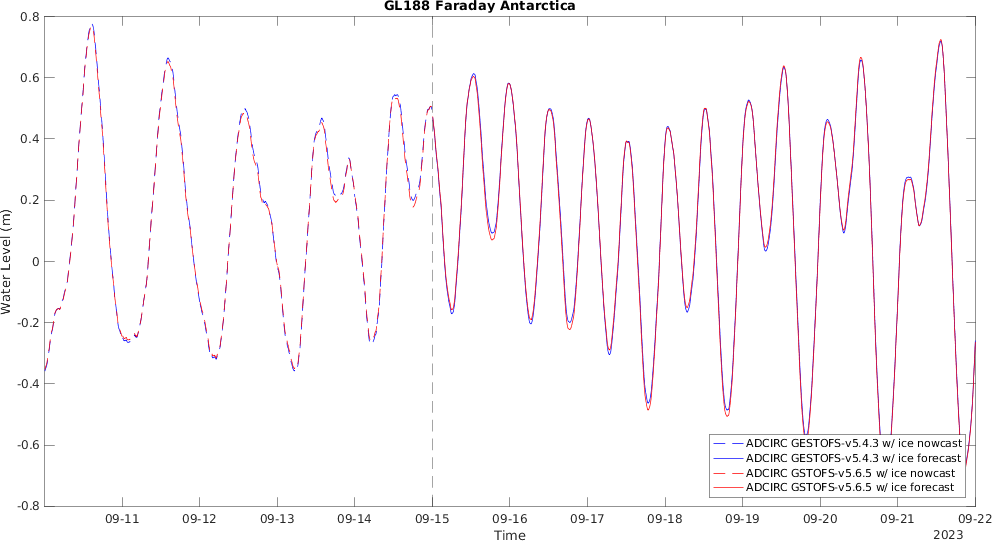 GL188 Faraday Antarctica
0.8
0.6
0.4
0.2
0
-0.2
-0.4
-0.6
-0.8
Water Level (m)
ADCIRC GESTOFS-v5.4.3 w/ ice nowcast
ADCIRC GESTOFS-v5.4.3 w/ ice forecast
ADCIRC GSTOFS-v5.6.5 w/ ice nowcast
ADCIRC GSTOFS-v5.6.5 w/ ice forecast
09-11 09-12 09-13 09-14 09-15 09-16 09-17 09-18 09-19 09-20 09-21 09-22
Time
2023